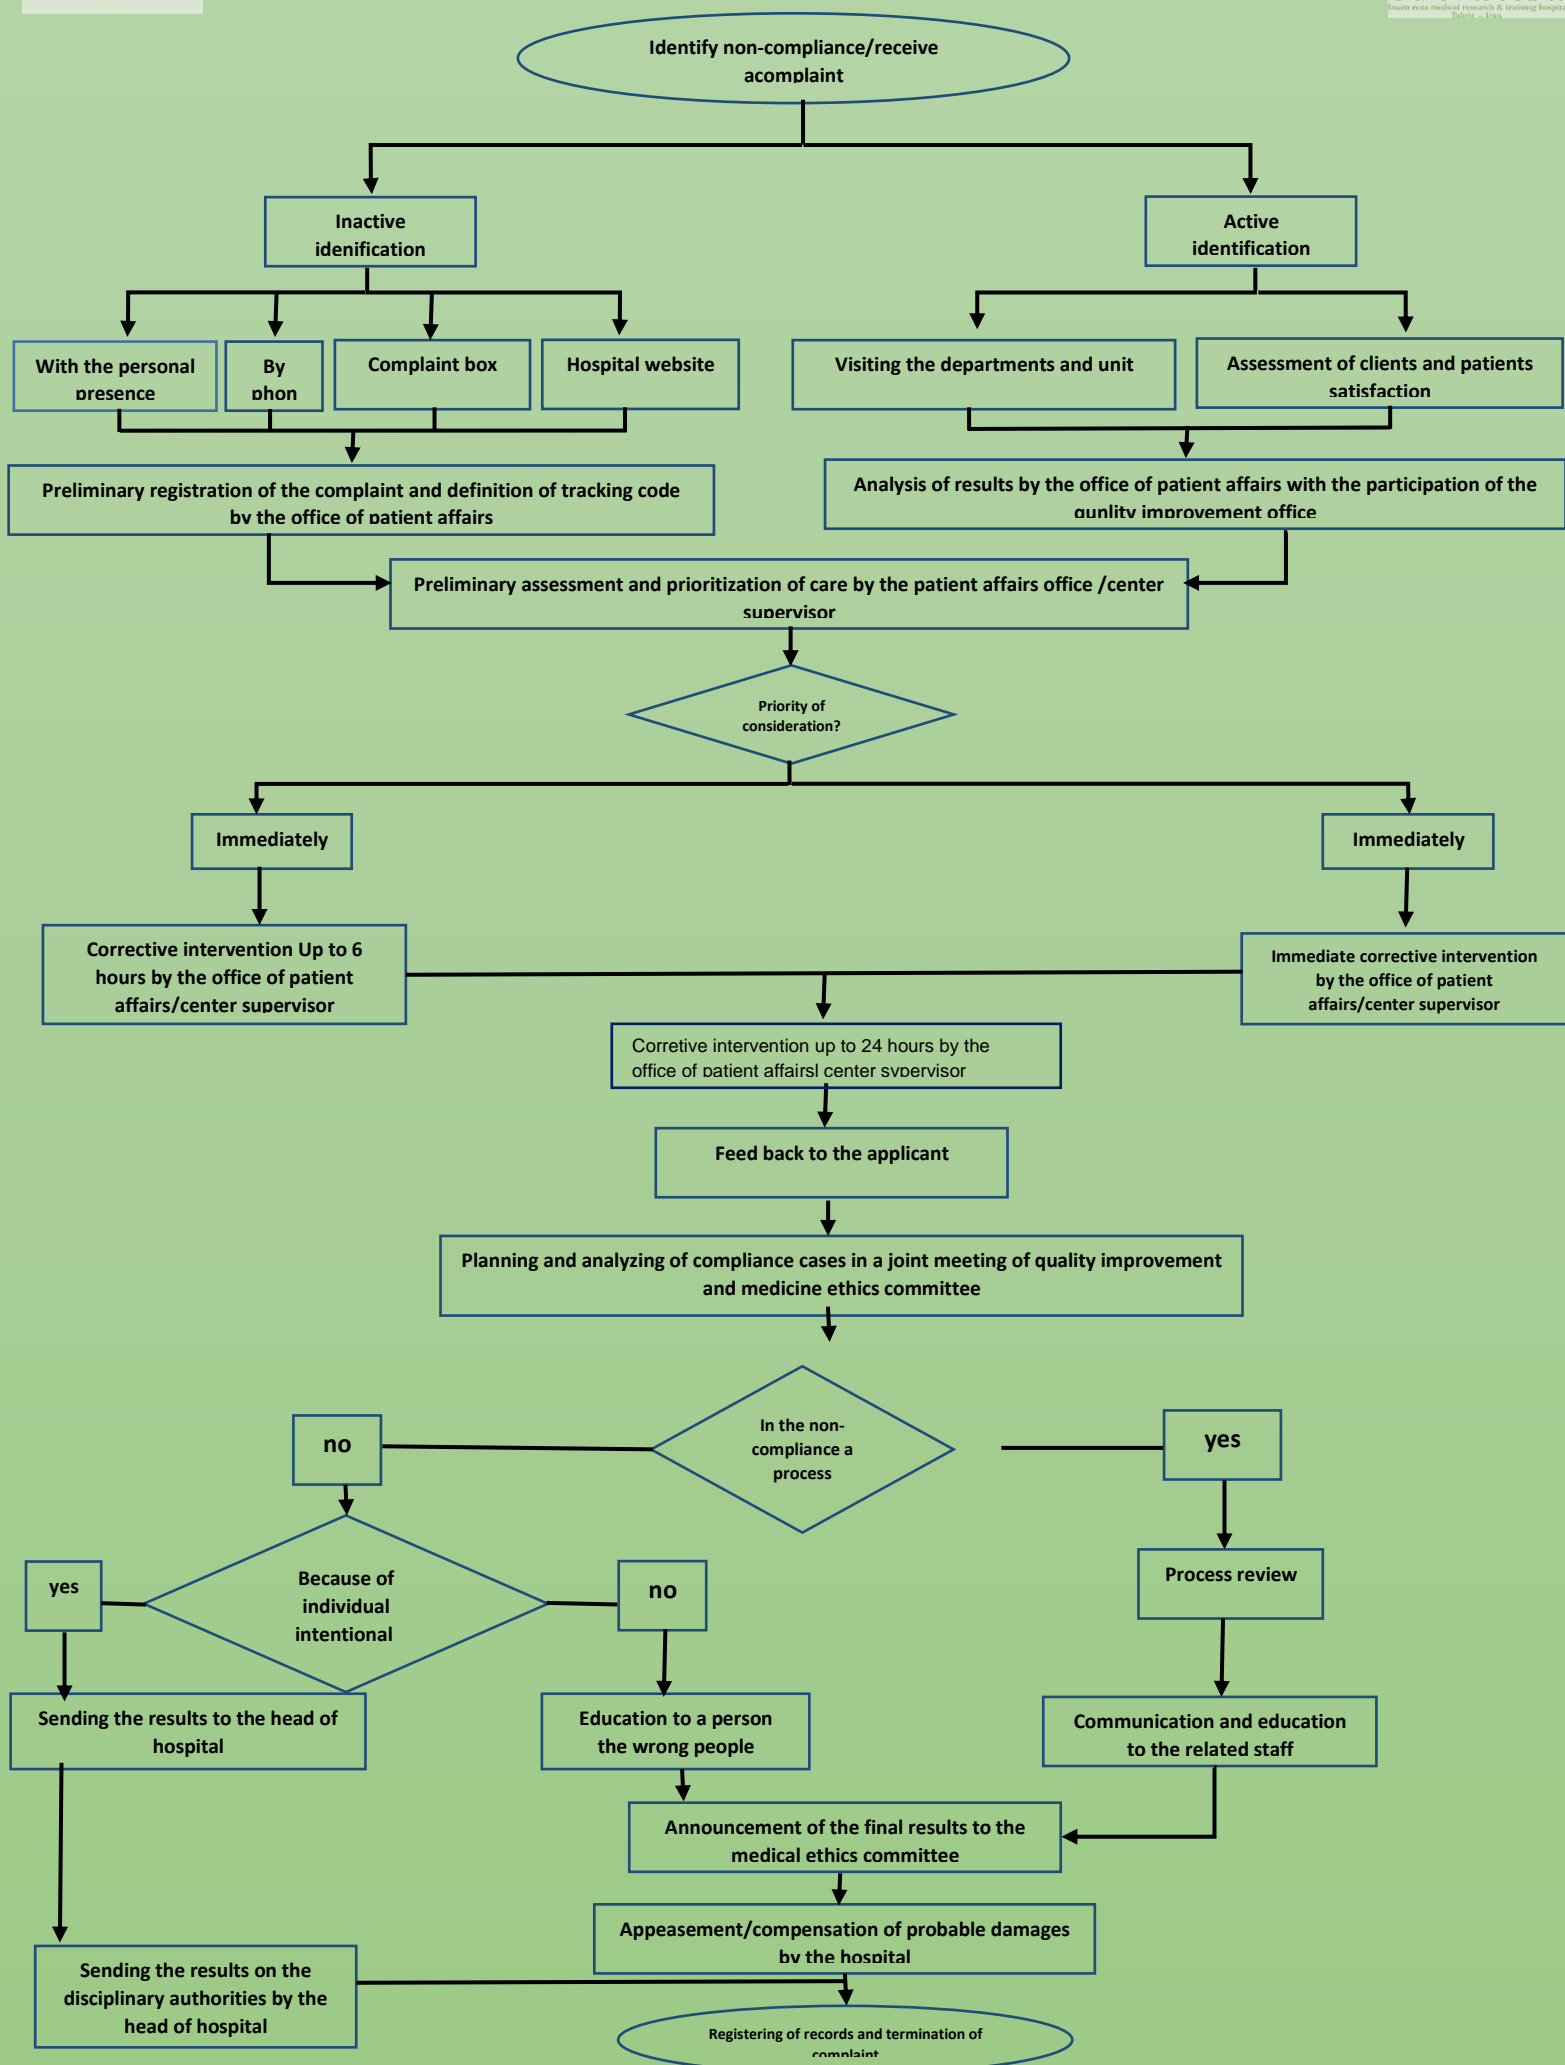 Imam reza medical research & training hospital
Tabriz – Iran
Identify non-compliance/receive
acomplaint
Inactive
idenification
Active
identification
With the personal
presence
By
phon
Complaint box
Hospital website
Visiting the departments and unit
Assessment of clients and patients
satisfaction
Preliminary registration of the complaint and definition of tracking code
by the office of patient affairs
Analysis of results by the office of patient affairs with the participation of the
qunlity improvement office
Preliminary assessment and prioritization of care by the patient affairs office /center
supervisor
Priority of
consideration?
Immediately
Immediately
Corrective intervention Up to 6
hours by the office of patient
affairs/center supervisor
Immediate corrective intervention
by the office of patient
affairs/center supervisor
Corretive intervention up to 24 hours by the
office of patient affairsl center sypervisor
Feed back to the applicant
Planning and analyzing of compliance cases in a joint meeting of quality improvement
and medicine ethics committee
In the non-
compliance a
process
no
yes
Because of
individual
intentional
yes
no
Process review
Sending the results to the head of
hospital
Education to a person
the wrong people
Communication and education
to the related staff
Announcement of the final results to the
medical ethics committee
Appeasement/compensation of probable damages
by the hospital
Sending the results on the
disciplinary authorities by the
head of hospital
Registering of records and termination of
complaint